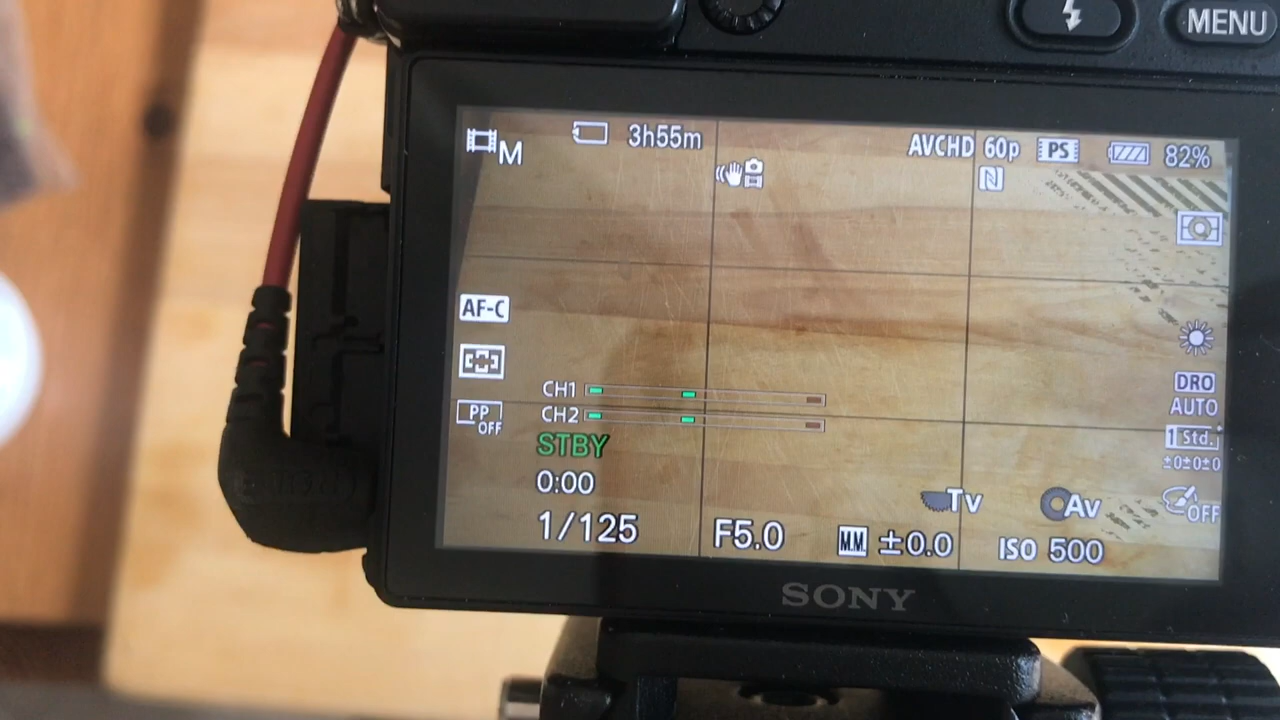 MENU
M
3h55m
AVCHD 60p PS 82%
N
AF-C
PP
OFF
CH1
CH2
STBY
0:00
1/125
F5.0
M.M. ±0.0
Tv
Av
ISO 500
DRO
AUTO
1 Std.
±0±0±0
OFF
SONY